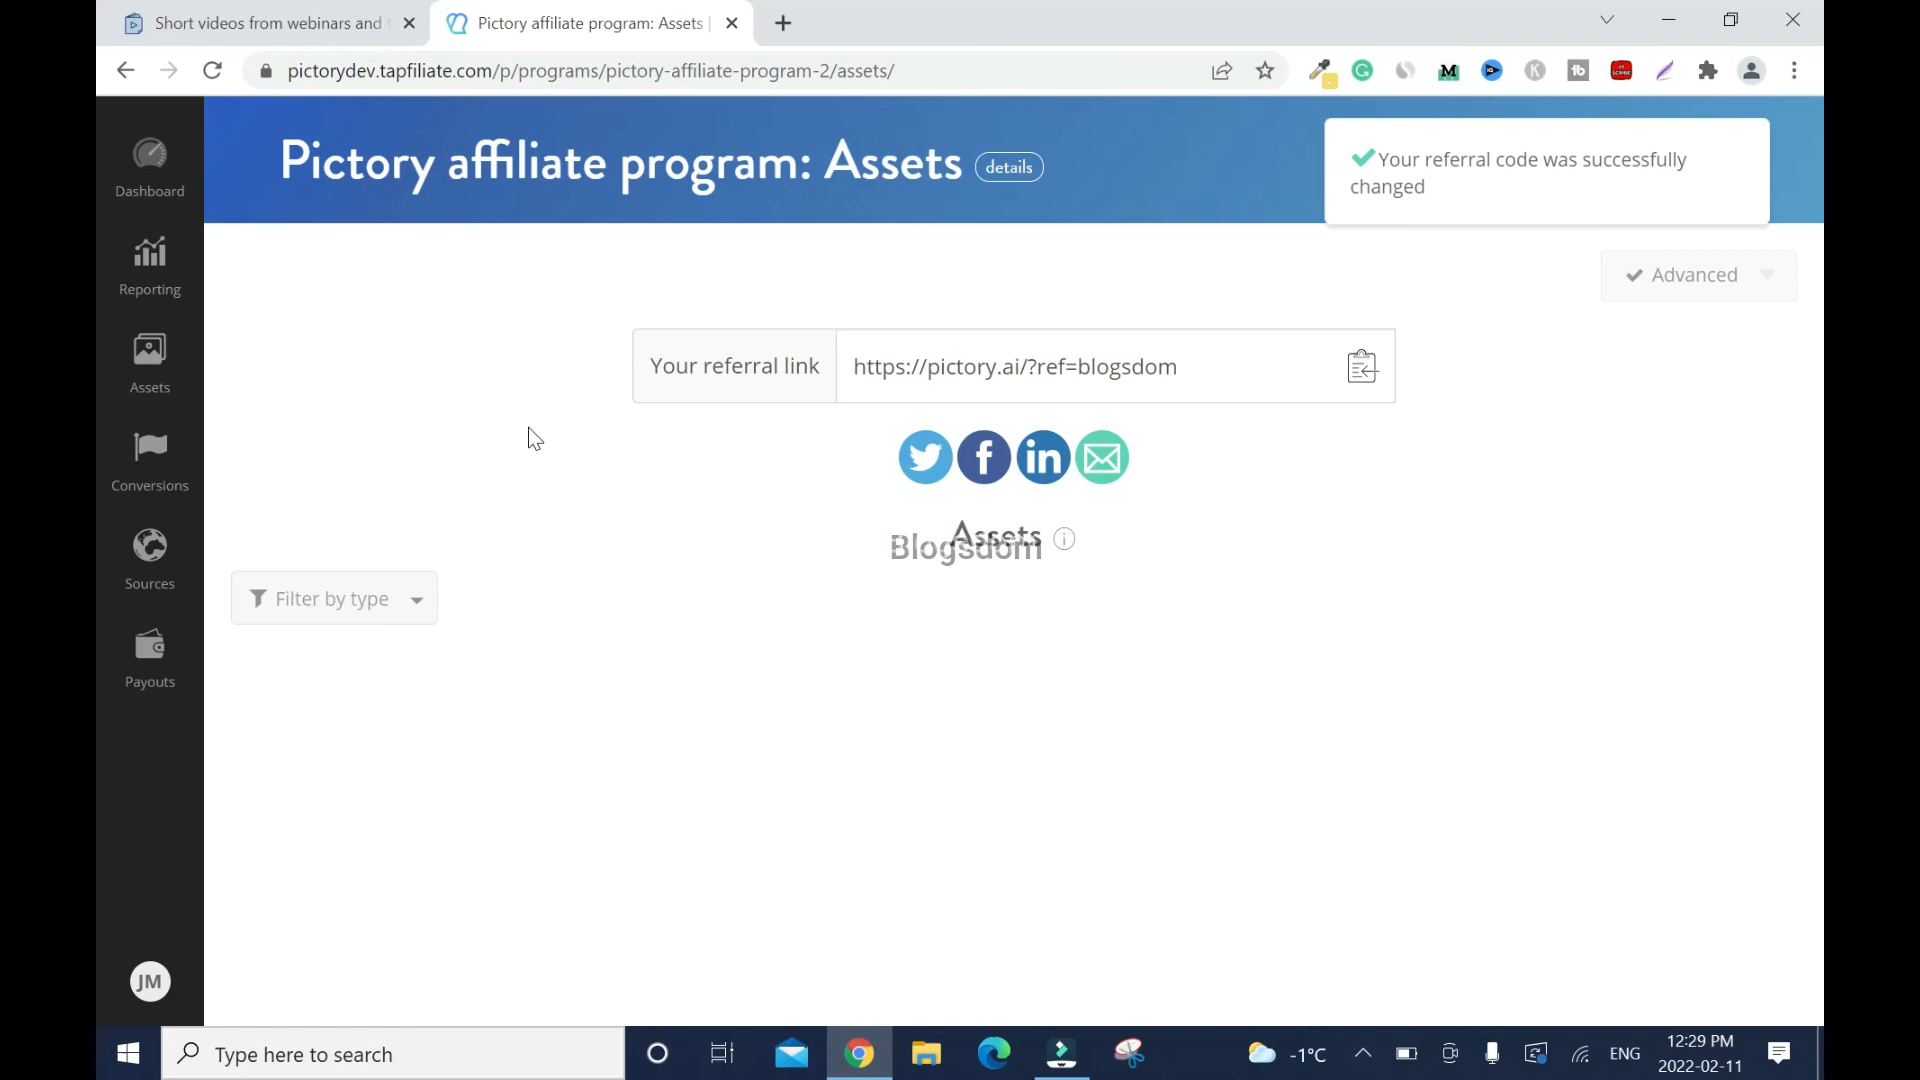 Short videos from webinars and
Pictory affiliate program: Assets
pictorydev.tapfiliate.com/p/programs/pictory-affiliate-program-2/assets/
Pictory affiliate program: Assets
details
Your referral code was successfully
changed
Dashboard
Reporting
Assets
Conversions
Sources
Payouts
JM
Advanced
Your referral link
https://pictory.ai/?ref=blogsdom
Assets
Blogsdom
Filter by type
Type here to search
-1°C
ENG
12:29 PM
2022-02-11